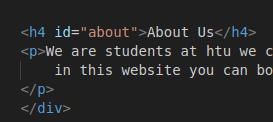 <h4 id="about">About Us</h4>
<p>We are students at htu we c
in this website you can bo
</p>
</div>